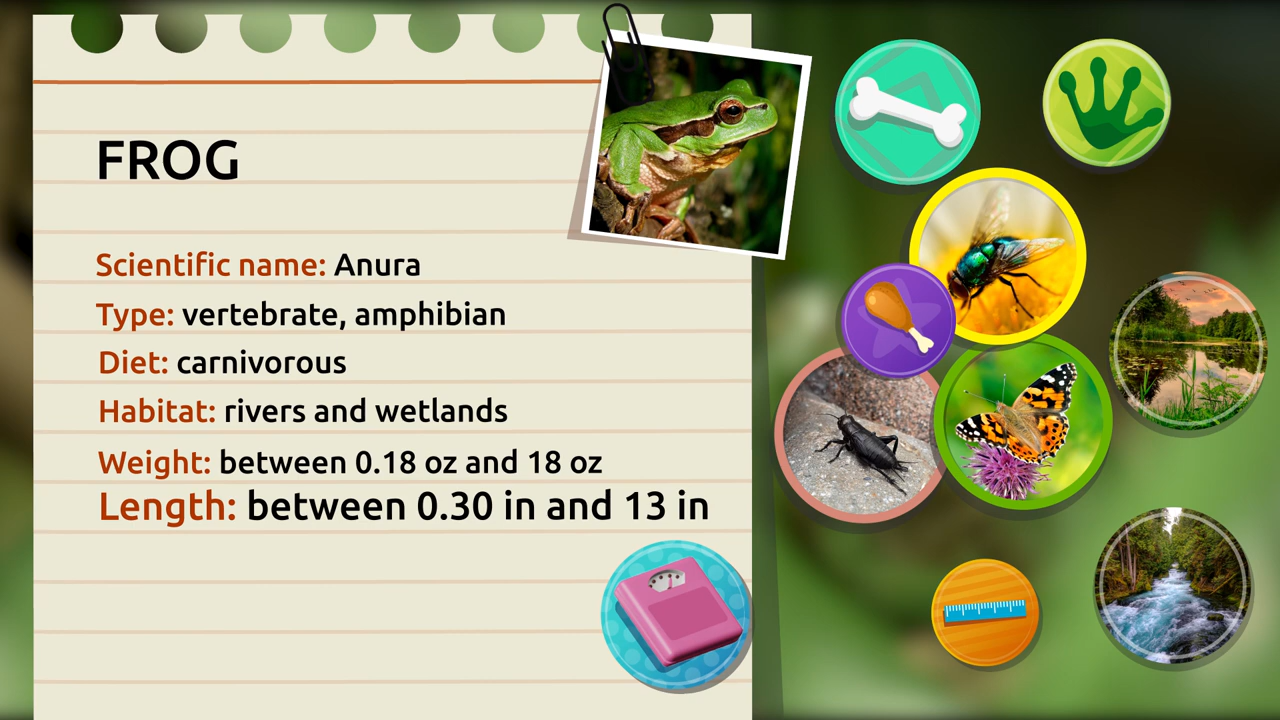 FROG
Scientific name: Anura
Type: vertebrate, amphibian
Diet: carnivorous
Habitat: rivers and wetlands
Weight: between 0.18 oz and 18 oz
Length: between 0.30 in and 13 in